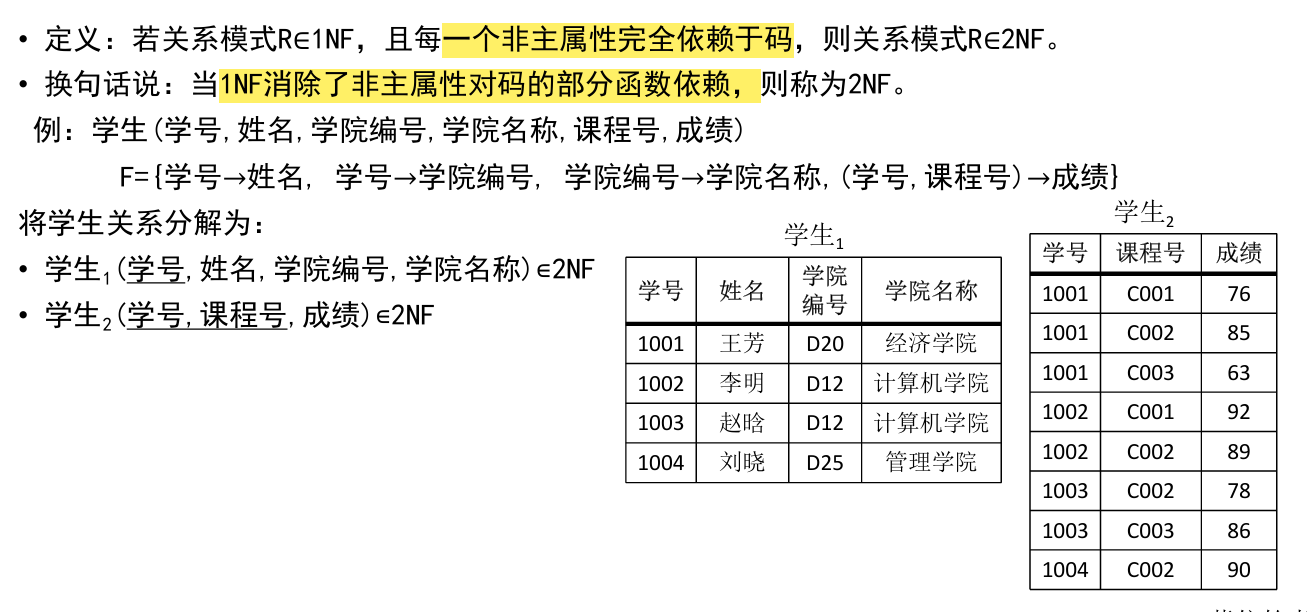 • 定义：若关系模式R∈1NF，且每一个非主属性完全依赖于码，则关系模式R∈2NF。
• 换句话说：当1NF消除了非主属性对码的部分函数依赖，则称为2NF。
例：学生(学号,姓名,学院编号,学院名称,课程号,成绩)
F={学号→姓名, 学号→学院编号, 学院编号→学院名称,(学号,课程号)→成绩}
将学生关系分解为：
• 学生1(学号,姓名,学院编号,学院名称)∈2NF
• 学生2(学号,课程号,成绩)∈2NF
学生1
学号 姓名 学院编号 学院名称
1001 王芳 D20 经济学院
1002 李明 D12 计算机学院
1003 赵晗 D12 计算机学院
1004 刘晓 D25 管理学院
学生2
学号 课程号 成绩
1001 C001 76
1001 C002 85
1001 C003 63
1002 C001 92
1002 C002 89
1003 C002 78
1003 C003 86
1004 C002 90